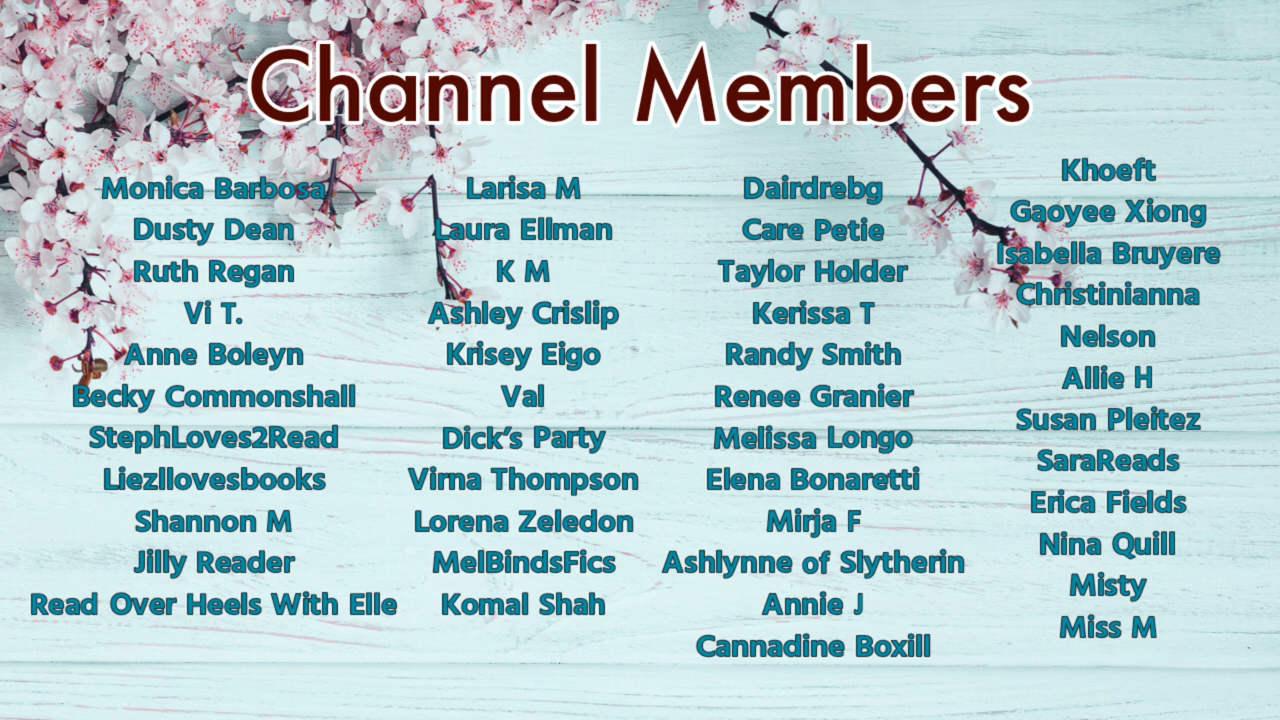 Channel Members
Monica Barbosa
Dusty Dean
Ruth Regan
Vi T.
Anne Boleyn
Becky Commonshall
StephLoves2Read
Liezllovesbooks
Shannon M
Jilly Reader
Read Over Heels With Elle
Larisa M
Laura Ellman
K M
Ashley Crislip
Krisey Eigo
Val
Dick's Party
Virna Thompson
Lorena Zeledon
MelBindsFics
Komal Shah
Dairdrebg
Care Petie
Taylor Holder
Kerissa T
Randy Smith
Renee Granier
Melissa Longo
Elena Bonaretti
Mirja F
Ashlynne of Slytherin
Annie J
Cannadine Boxill
Khoeft
Gaoyee Xiong
Isabella Bruyere
Christinianna
Nelson
Allie H
Susan Pleitez
SaraReads
Erica Fields
Nina Quill
Misty
Miss M